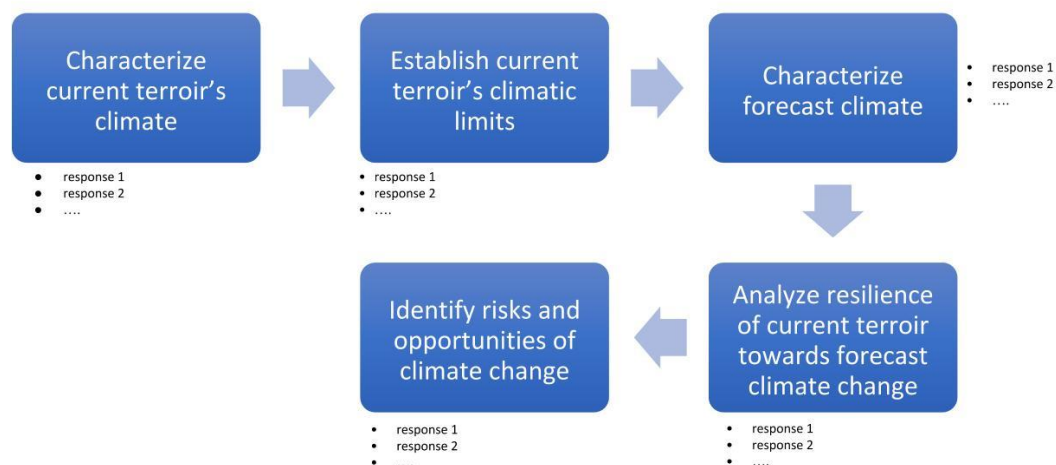 Characterize
current terroir's
climate
• response 1
• response 2
• ….
Establish current
terroir's climatic
limits
• response 1
• response 2
• ….
Characterize
forecast climate
• response 1
• response 2
• ….
Analyze resilience
of current terroir
towards forecast
climate change
• response 1
• response 2
• ….
Identify risks and
opportunities of
climate change
• response 1
• response 2
• ….